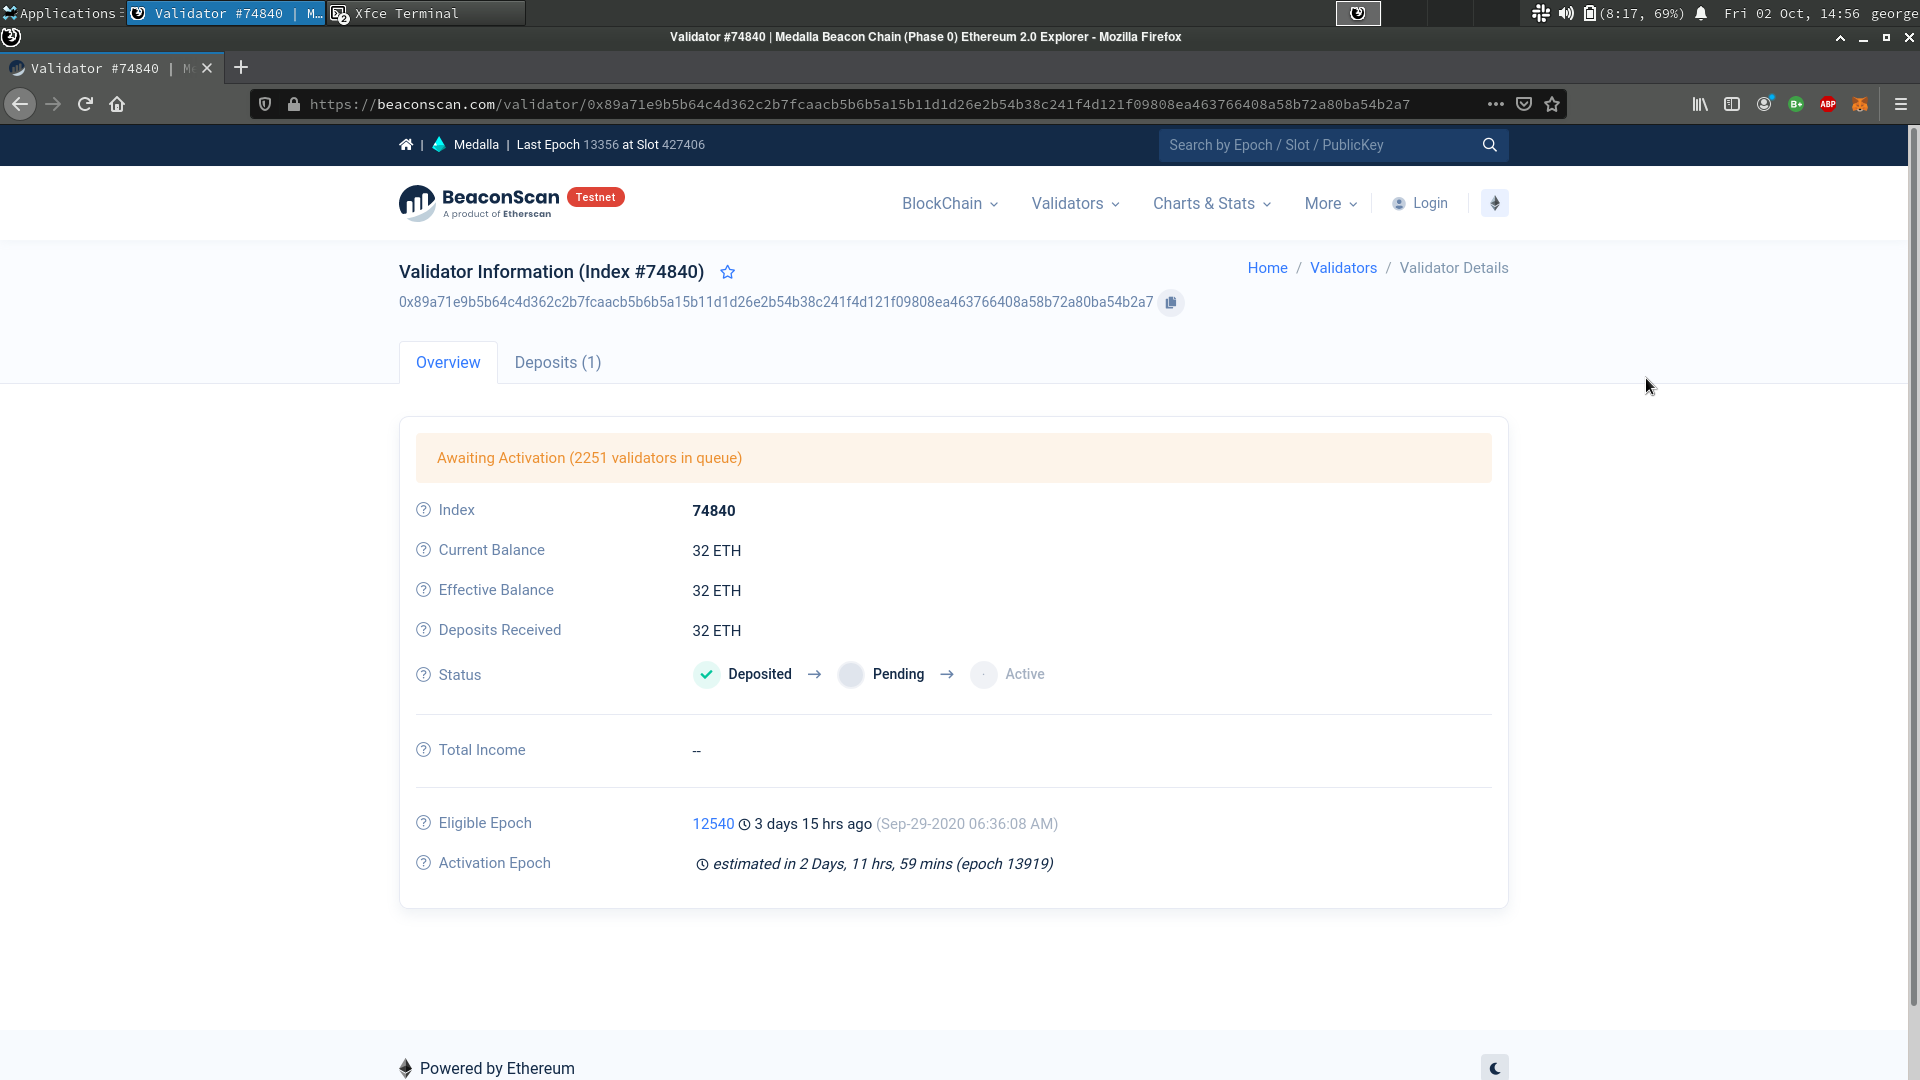 Applications
Validator #74840 | M…
Xfce Terminal
(8:17, 69%)
Fri 02 Oct, 14:56
george
Validator #74840 | Medalla Beacon Chain (Phase 0) Ethereum 2.0 Explorer - Mozilla Firefox
Validator #74840 | M
https://beaconscan.com/validator/0x89a71e9b5b64c4d362c2b7fcaacb5b6b5a15b11d1d26e2b54b38c241f4d121f09808ea463766408a58b72a80ba54b2a7
B+
ABP
| Medalla | Last Epoch 13356 at Slot 427406
Search by Epoch / Slot / PublicKey
BeaconScan
A product of Etherscan
Testnet
BlockChain
Validators
Charts & Stats
More
Login
Validator Information (Index #74840)
Home / Validators / Validator Details
0x89a71e9b5b64c4d362c2b7fcaacb5b6b5a15b11d1d26e2b54b38c241f4d121f09808ea463766408a58b72a80ba54b2a7
Overview
Deposits (1)
Awaiting Activation (2251 validators in queue)
Index 74840
Current Balance 32 ETH
Effective Balance 32 ETH
Deposits Received 32 ETH
Status Deposited → Pending → Active
Total Income --
Eligible Epoch 12540 3 days 15 hrs ago (Sep-29-2020 06:36:08 AM)
Activation Epoch estimated in 2 Days, 11 hrs, 59 mins (epoch 13919)
Powered by Ethereum